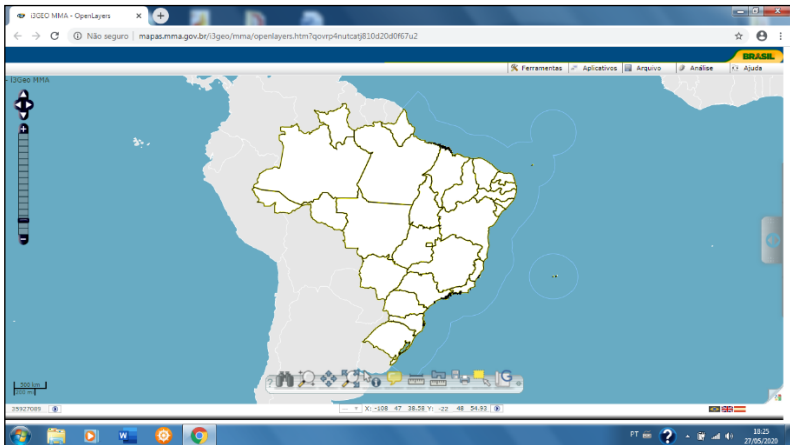 i3GEO MMA - OpenLayers
Não seguro | mapas.mma.gov.br/i3geo/mma/openlayers.htm?qovrp4nutcatj810d20d0f67u2
BRASIL
Ferramentas Aplicativos Arquivo Análise Ajuda
I3Geo MMA
300 km
35927089
X: -108 47 38.58 Y: -22 48 54.93
PT
18:25
27/05/2020